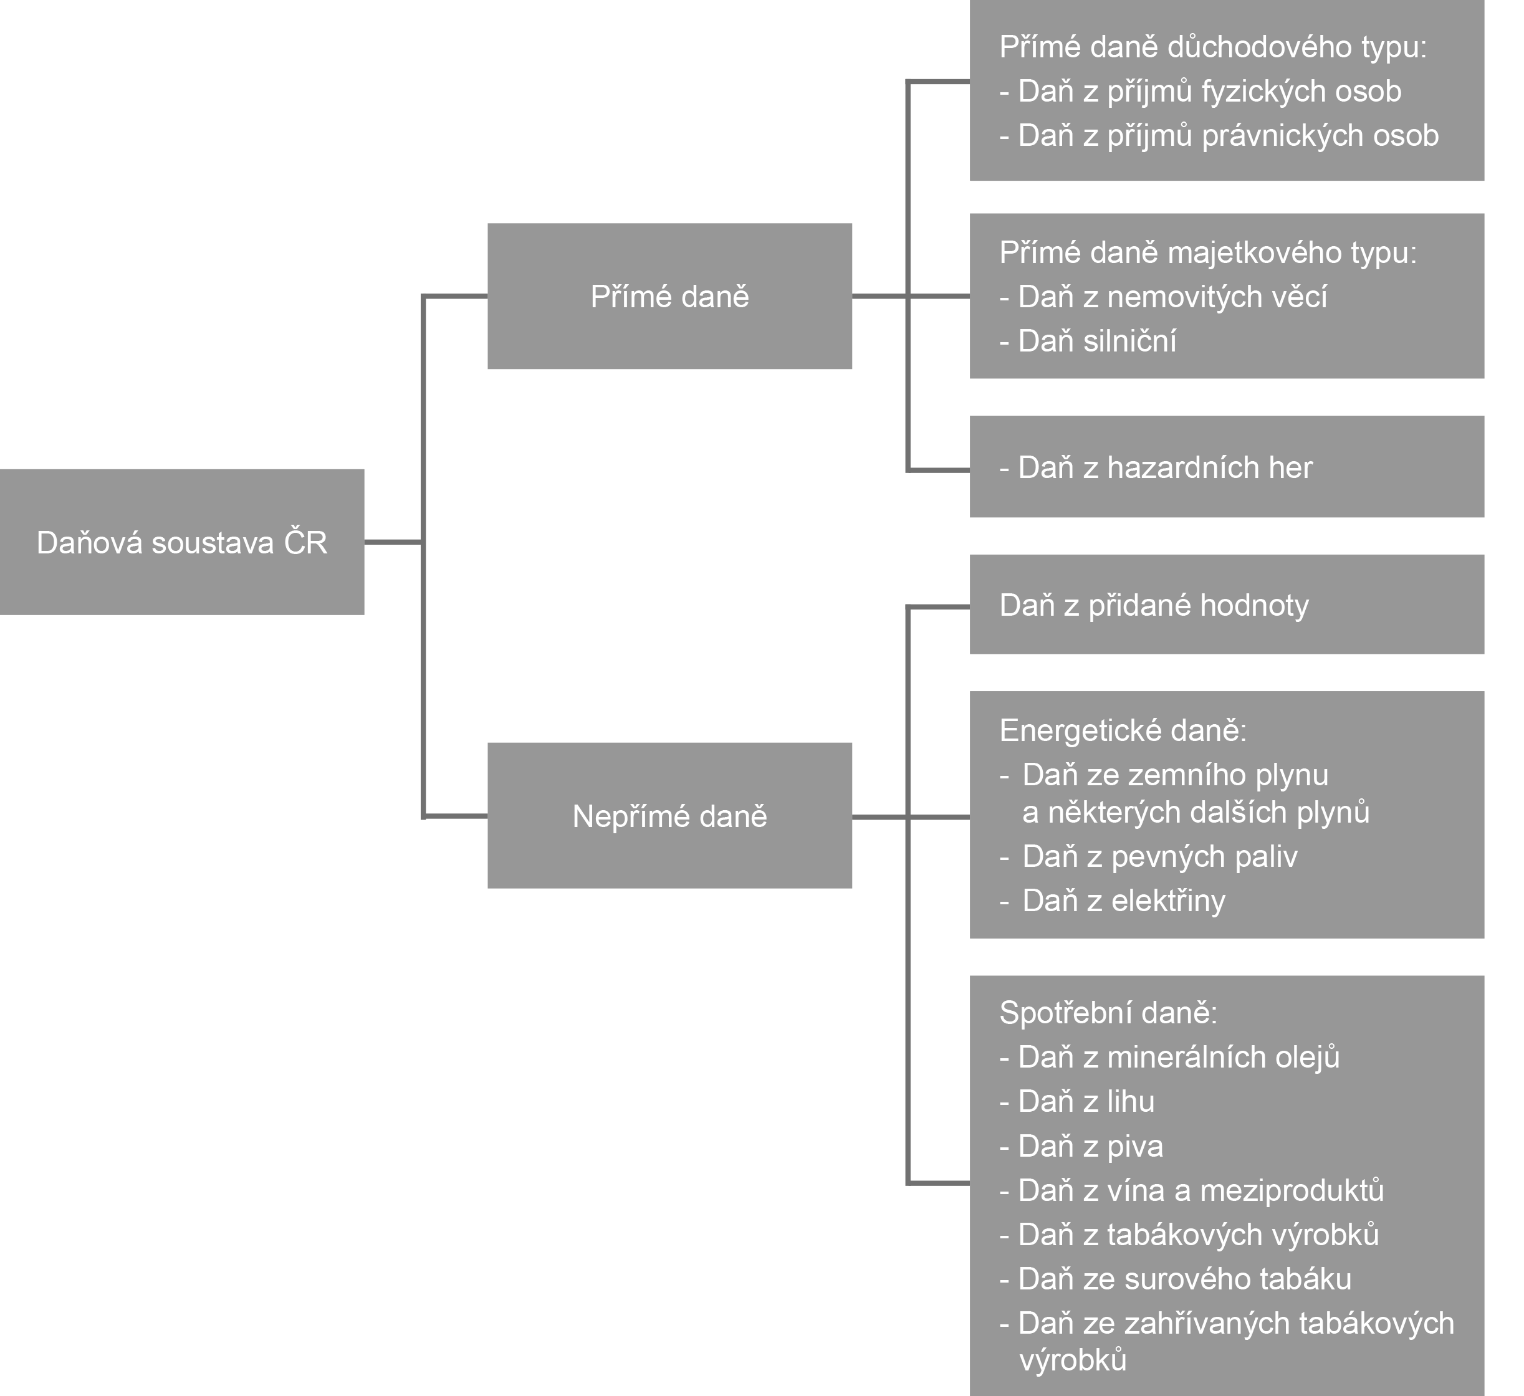 Daňová soustava ČR
Přímé daně
Přímé daně důchodového typu:
- Daň z příjmů fyzických osob
- Daň z příjmů právnických osob
Přímé daně majetkového typu:
- Daň z nemovitých věcí
- Daň silniční
- Daň z hazardních her
Nepřímé daně
Daň z přidané hodnoty
Energetické daně:
- Daň ze zemního plynu
a některých dalších plynů
- Daň z pevných paliv
- Daň z elektřiny
Spotřební daně:
- Daň z minerálních olejů
- Daň z lihu
- Daň z piva
- Daň z vína a meziproduktů
- Daň z tabákových výrobků
- Daň ze surového tabáku
- Daň ze zahřívaných tabákových
výrobků